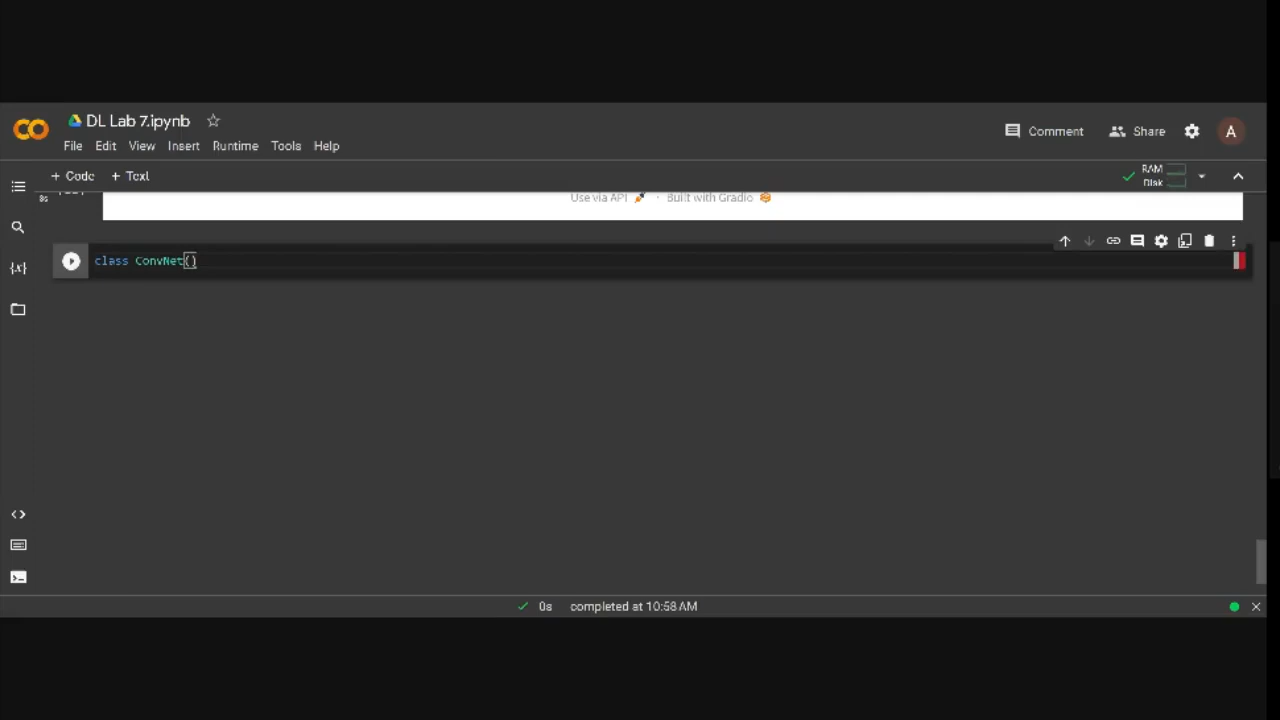 DL Lab 7.ipynb
File Edit View Insert Runtime Tools Help
Comment Share A
+ Code + Text
RAM
Disk
0s
Use via API · Built with Gradio
{x}
class ConvNet()
0s completed at 10:58 AM